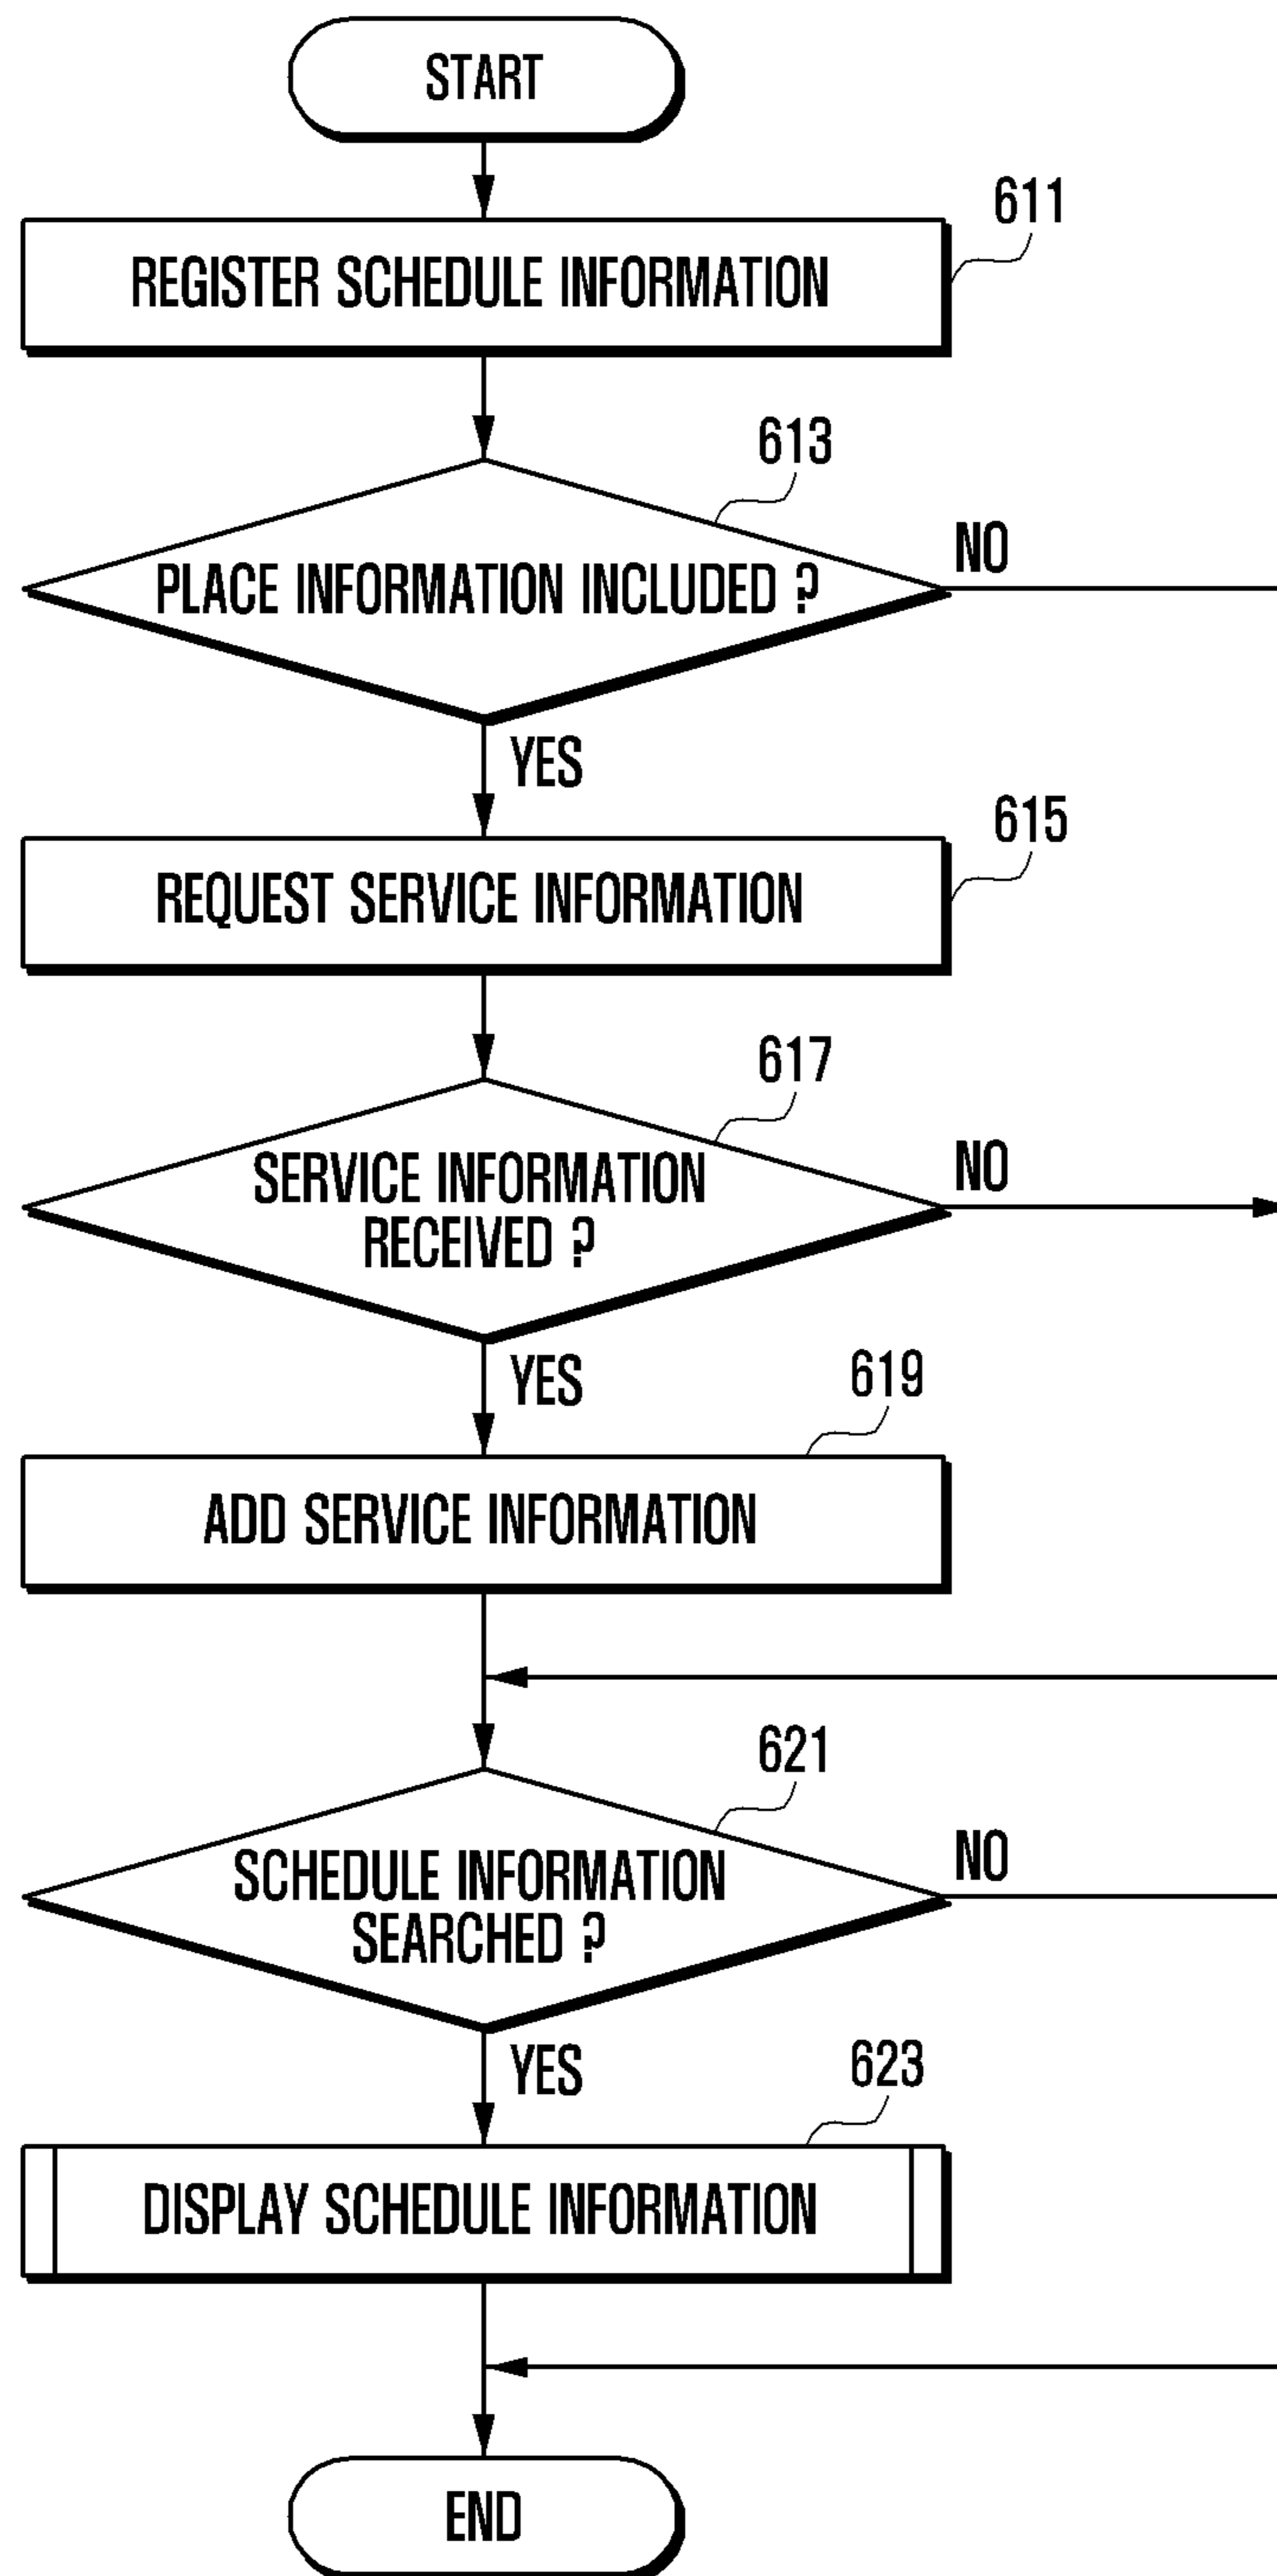 START
611
REGISTER SCHEDULE INFORMATION
613
NO
PLACE INFORMATION INCLUDED ?
YES
615
REQUEST SERVICE INFORMATION
617
NO
SERVICE INFORMATION
RECEIVED ?
YES
619
ADD SERVICE INFORMATION
621
NO
SCHEDULE INFORMATION
SEARCHED ?
YES
623
DISPLAY SCHEDULE INFORMATION
END